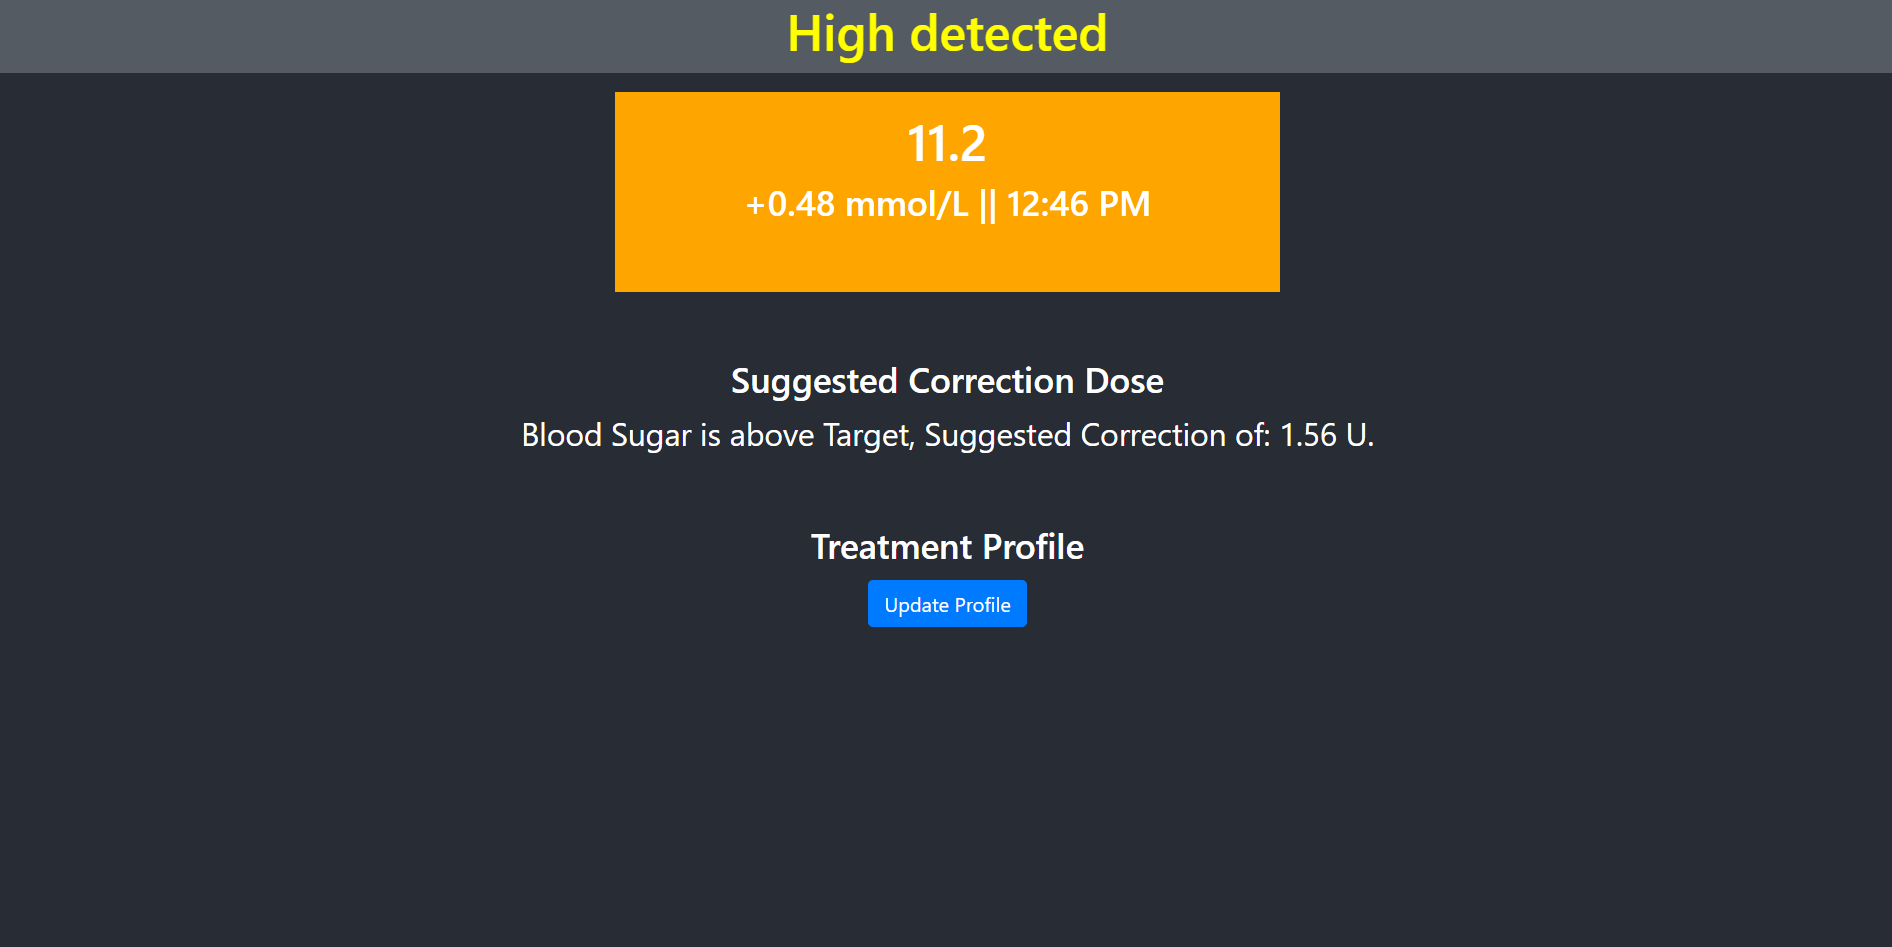 High detected
11.2
+0.48 mmol/L || 12:46 PM
Suggested Correction Dose
Blood Sugar is above Target, Suggested Correction of: 1.56 U.
Treatment Profile
Update Profile